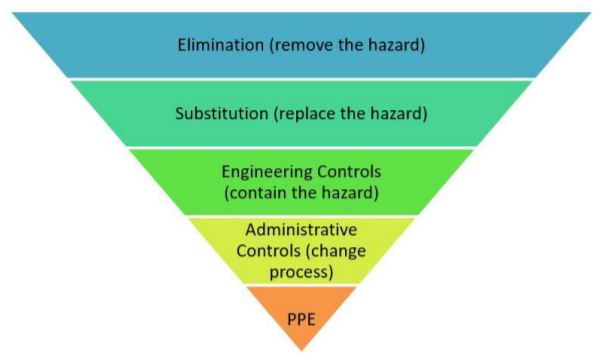 Elimination (remove the hazard)
Substitution (replace the hazard)
Engineering Controls
(contain the hazard)
Administrative
Controls (change
process)
PPE